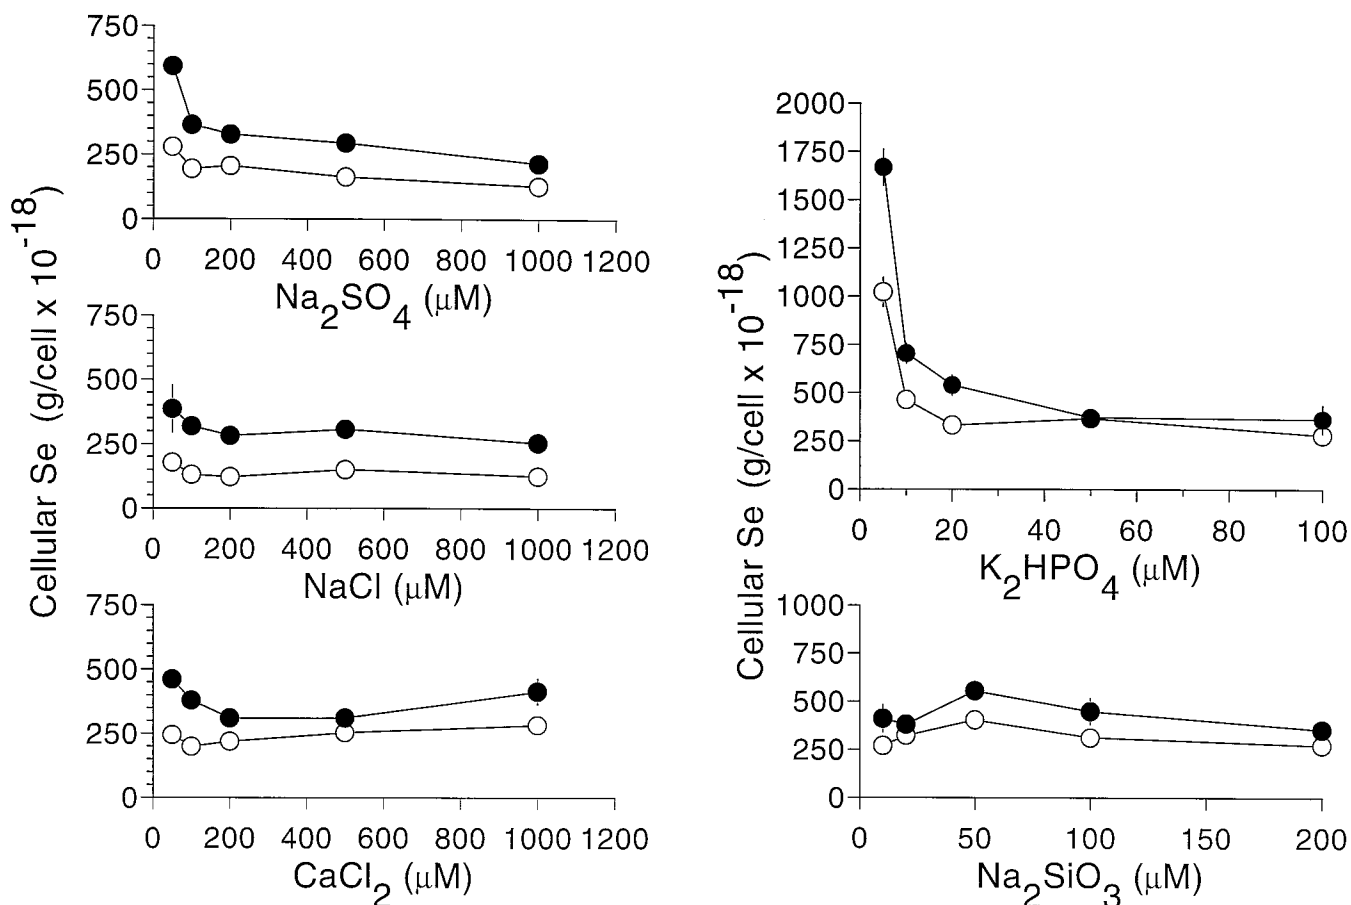 750
500
250
0
0 200 400 600 800 1000 1200
Na2SO4 (μM)
750
500
250
0
0 200 400 600 800 1000 1200
NaCl (μM)
750
500
250
0
0 200 400 600 800 1000 1200
CaCl2 (μM)
Cellular Se (g/cell x 10-18)
2000
1750
1500
1250
1000
750
500
250
0
0 20 40 60 80 100
K2HPO4 (μM)
1000
750
500
250
0
0 50 100 150 200
Na2SiO3 (μM)
Cellular Se (g/cell x 10-18)